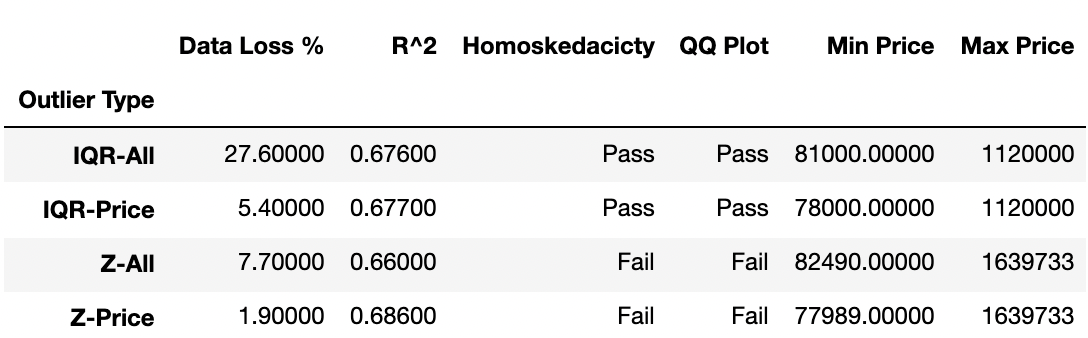 Data Loss % R^2 Homoskedacicty QQ Plot Min Price Max Price
Outlier Type
IQR-All 27.60000 0.67600 Pass Pass 81000.00000 1120000
IQR-Price 5.40000 0.67700 Pass Pass 78000.00000 1120000
Z-All 7.70000 0.66000 Fail Fail 82490.00000 1639733
Z-Price 1.90000 0.68600 Fail Fail 77989.00000 1639733